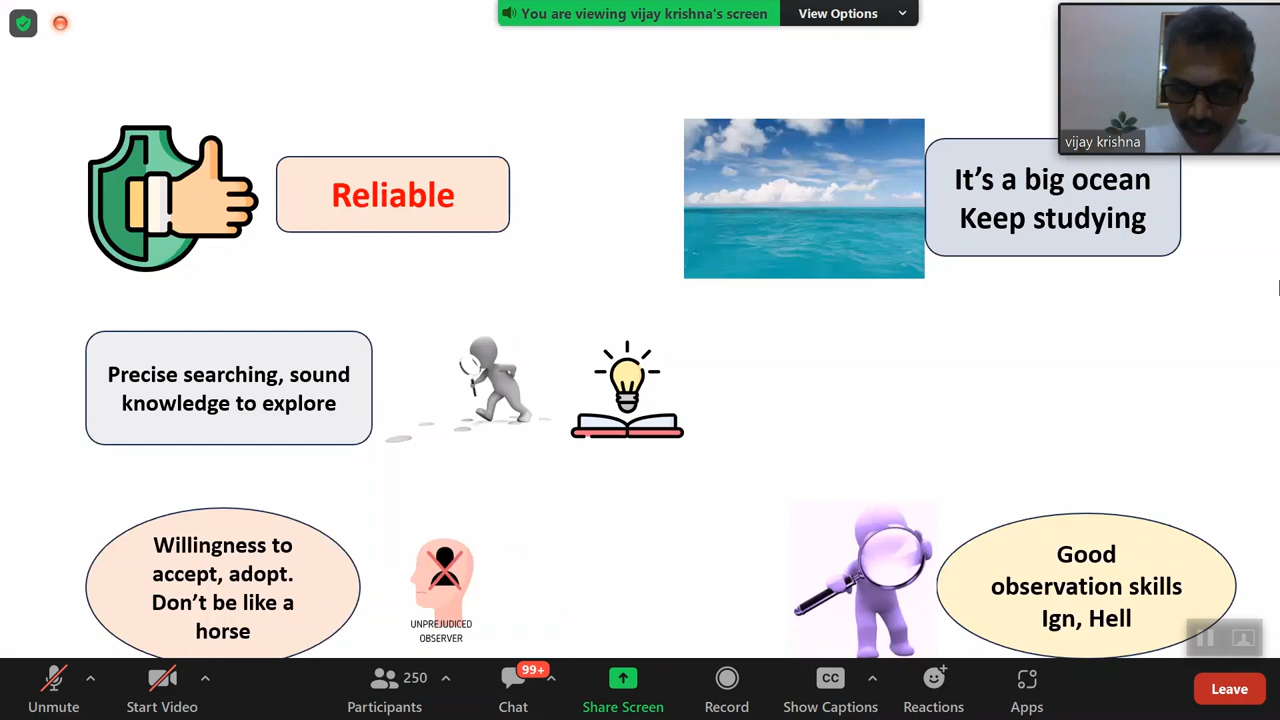 You are viewing vijay krishna's screen
View Options
vijay krishna
Reliable
It’s a big ocean
Keep studying
Precise searching, sound
knowledge to explore
Willingness to
accept, adopt.
Don’t be like a
horse
UNPREJUDICED
OBSERVER
Good
observation skills
Ign, Hell
Unmute
Start Video
250
Participants
99+
Chat
Share Screen
Record
CC
Show Captions
Reactions
Apps
Leave